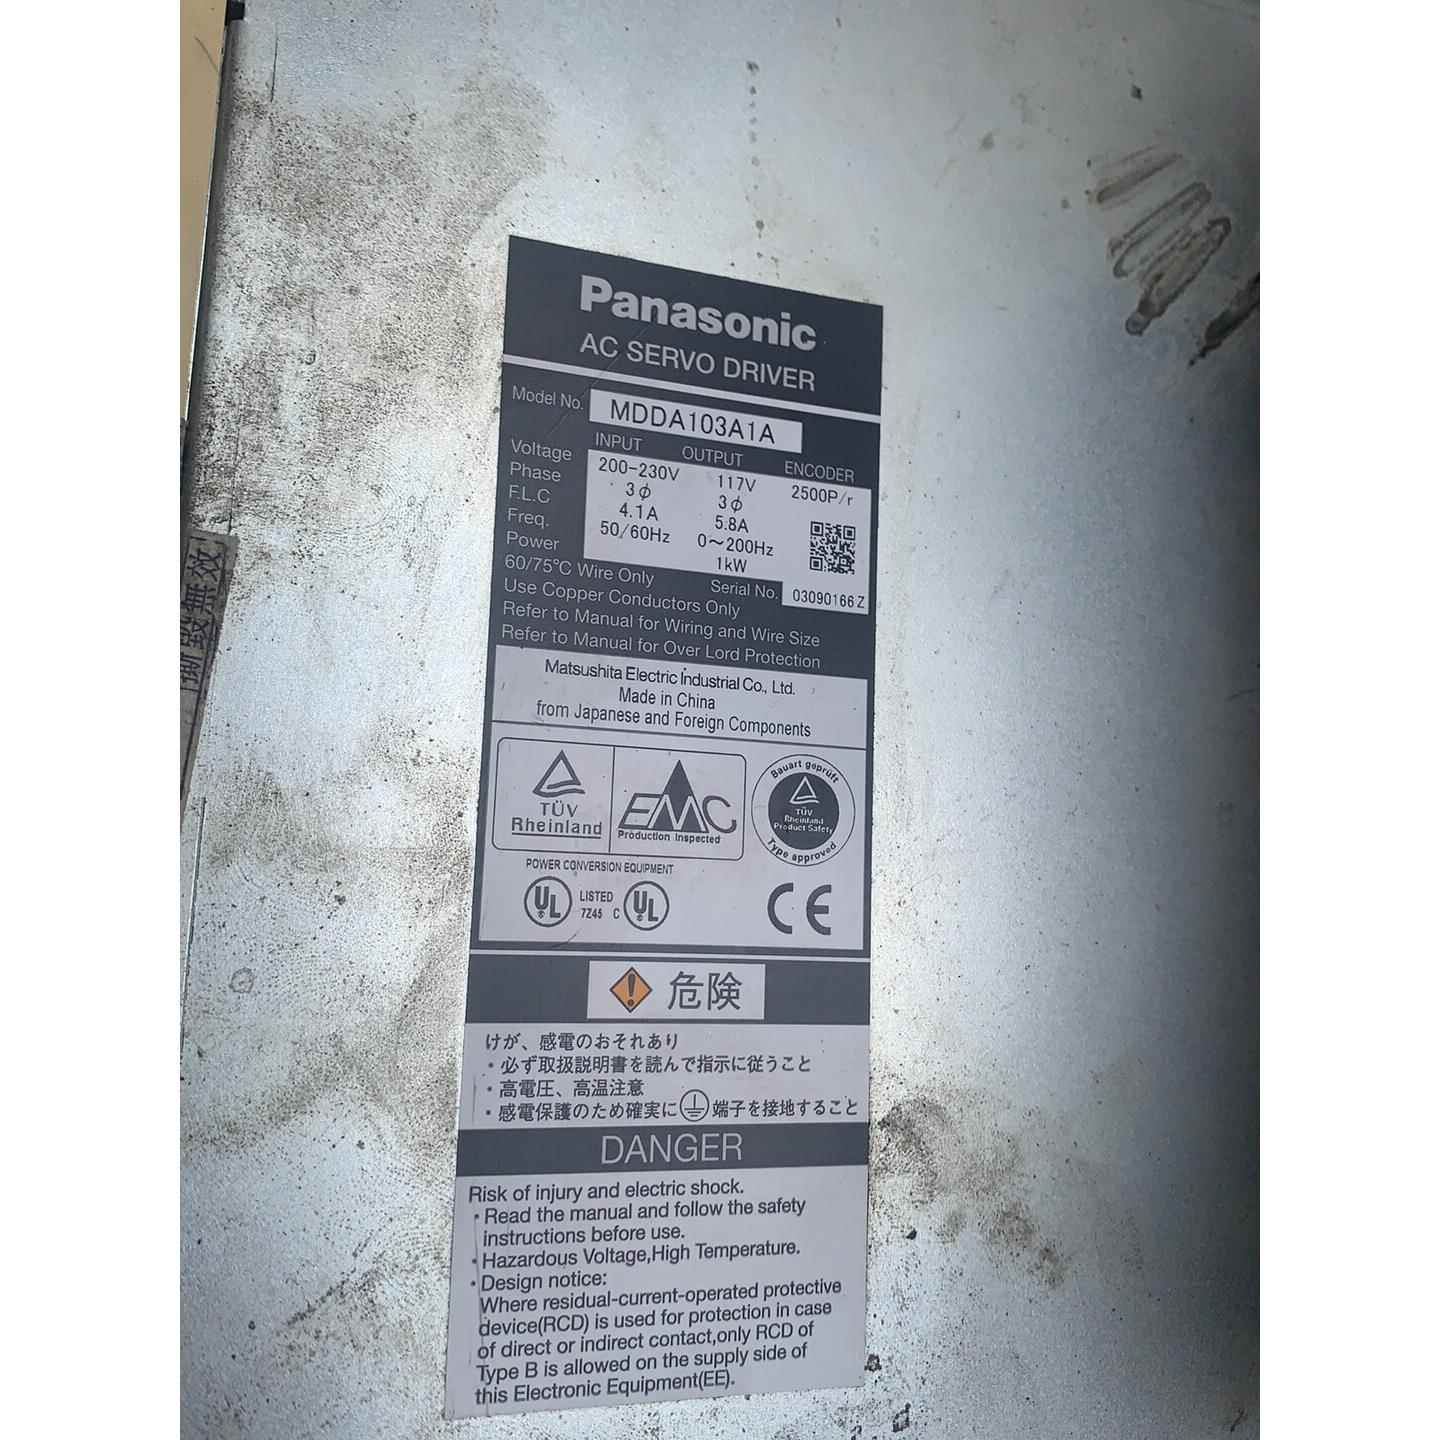 Panasonic
AC SERVO DRIVER
Model No. MDDA103A1A
INPUT OUTPUT ENCODER
Voltage 200-230V 117V 2500P/r
Phase 3φ 3φ
F.L.C 4.1A 5.8A
Freq. 50/60Hz 0～200Hz
Power 1kW
60/75℃ Wire Only Serial No. 03090166Z
Use Copper Conductors Only
Refer to Manual for Wiring and Wire Size
Refer to Manual for Over Lord Protection
Matsushita Electric Industrial Co., Ltd.
Made in China
from Japanese and Foreign Components
TÜV
Rheinland
EMC
Production Inspected
Bauart geprüft
TÜV
Rheinland
Product Safety
Type approved
POWER CONVERSION EQUIPMENT
UL LISTED 7Z45 C UL
CE
危険
けが、感電のおそれあり
・必ず取扱説明書を読んで指示に従うこと
・高電圧、高温注意
・感電保護のため確実に端子を接地すること
DANGER
Risk of injury and electric shock.
・Read the manual and follow the safety
instructions before use.
・Hazardous Voltage,High Temperature.
・Design notice:
Where residual-current-operated protective
device(RCD) is used for protection in case
of direct or indirect contact,only RCD of
Type B is allowed on the supply side of
this Electronic Equipment(EE).
撕毀無效